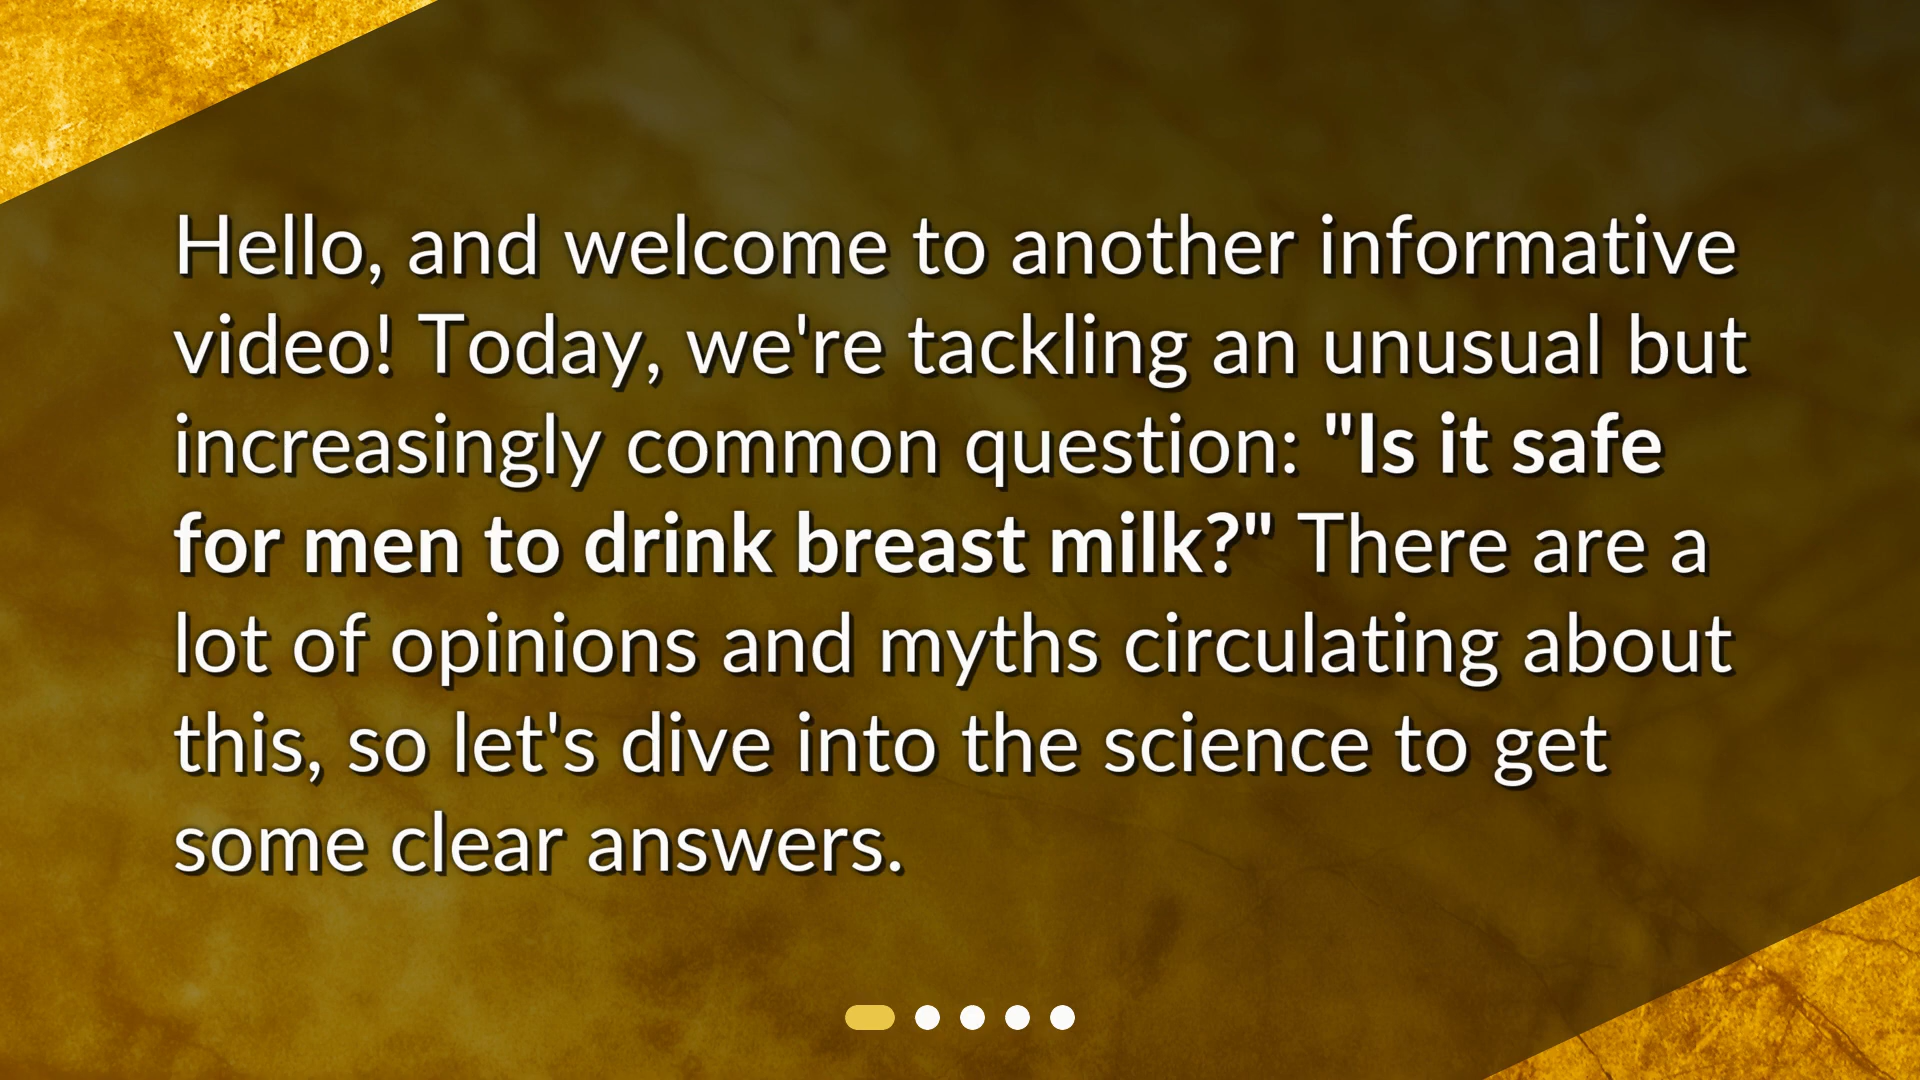 Hello, and welcome to another informative
video! Today, we're tackling an unusual but
increasingly common question: "Is it safe
for men to drink breast milk?" There are a
lot of opinions and myths circulating about
this, so let's dive into the science to get
some clear answers.